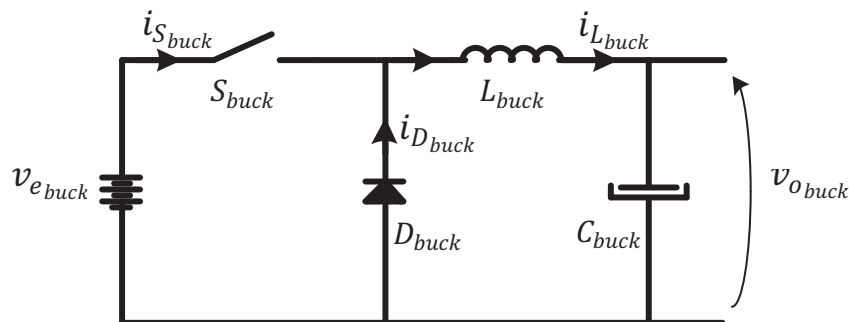 i_{S_{buck}}
i_{L_{buck}}
S_{buck}
L_{buck}
i_{D_{buck}}
v_{e_{buck}}
v_{o_{buck}}
D_{buck}
C_{buck}